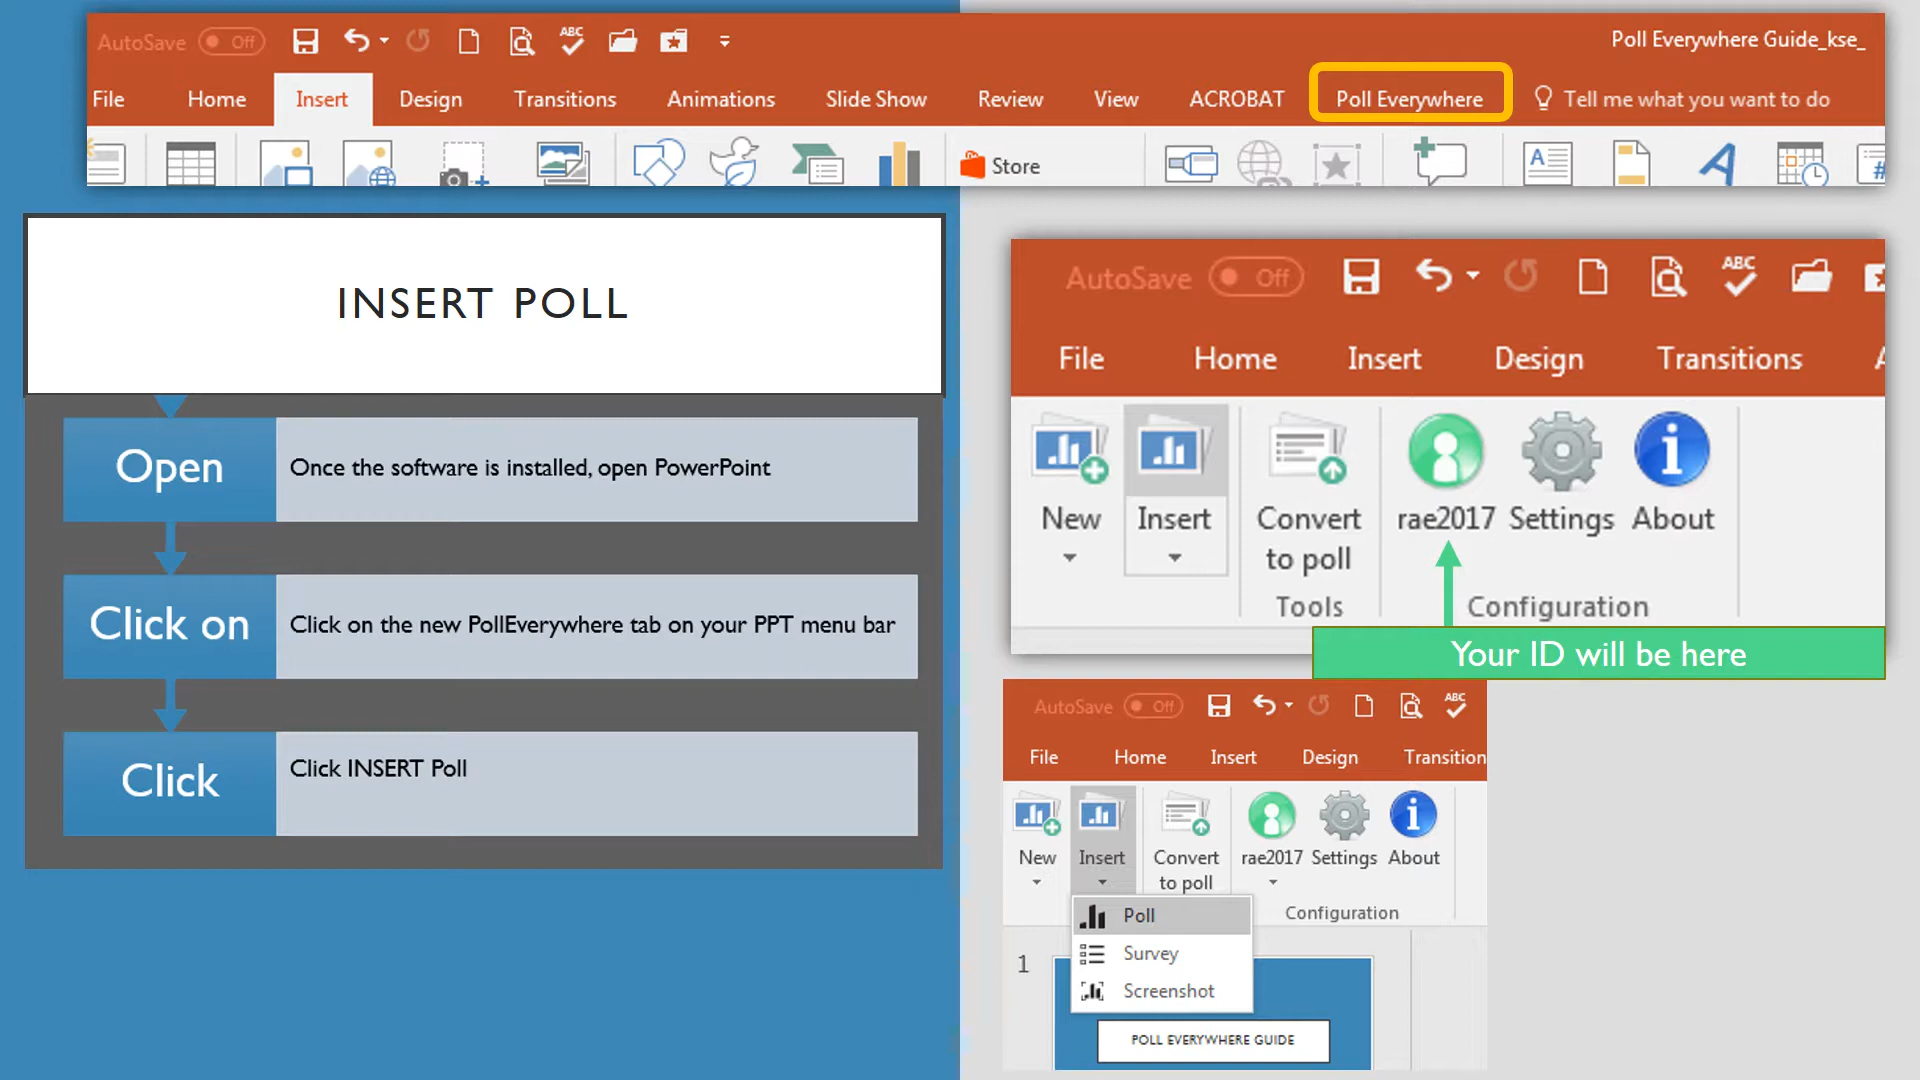 AutoSave Off ABC Poll Everywhere Guide_kse_
File Home Insert Design Transitions Animations Slide Show Review View ACROBAT Poll Everywhere Tell me what you want to do
Store A #
INSERT POLL
Open Once the software is installed, open PowerPoint
Click on Click on the new PollEverywhere tab on your PPT menu bar
Click Click INSERT Poll
AutoSave Off ABC
File Home Insert Design Transitions A
New Insert Convert to poll rae2017 Settings About
Tools Configuration
Your ID will be here
AutoSave Off ABC
File Home Insert Design Transition
New Insert Convert to poll rae2017 Settings About
Configuration
Poll
Survey
Screenshot
1
POLL EVERYWHERE GUIDE